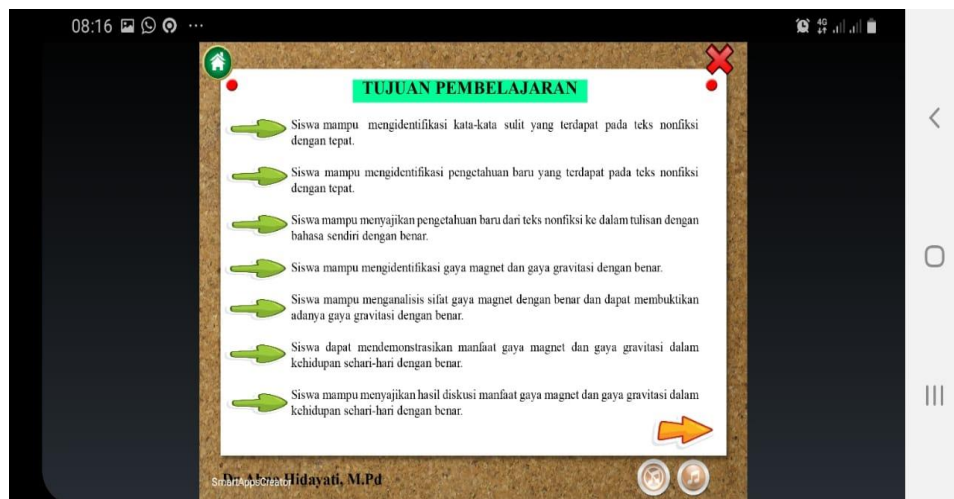 08:16
4G
TUJUAN PEMBELAJARAN
Siswa mampu mengidentifikasi kata-kata sulit yang terdapat pada teks nonfiksi
dengan tepat.
Siswa mampu mengidentifikasi pengetahuan baru yang terdapat pada teks nonfiksi
dengan tepat.
Siswa mampu menyajikan pengetahuan baru dari teks nonfiksi ke dalam tulisan dengan
bahasa sendiri dengan benar.
Siswa mampu mengidentifikasi gaya magnet dan gaya gravitasi dengan benar.
Siswa mampu menganalisis sifat gaya magnet dengan benar dan dapat membuktikan
adanya gaya gravitasi dengan benar.
Siswa dapat mendemonstrasikan manfaat gaya magnet dan gaya gravitasi dalam
kehidupan sehari-hari dengan benar.
Siswa mampu menyajikan hasil diskusi manfaat gaya magnet dan gaya gravitasi dalam
kehidupan sehari-hari dengan benar.
SmartAppsCreator
Hidayati, M.Pd